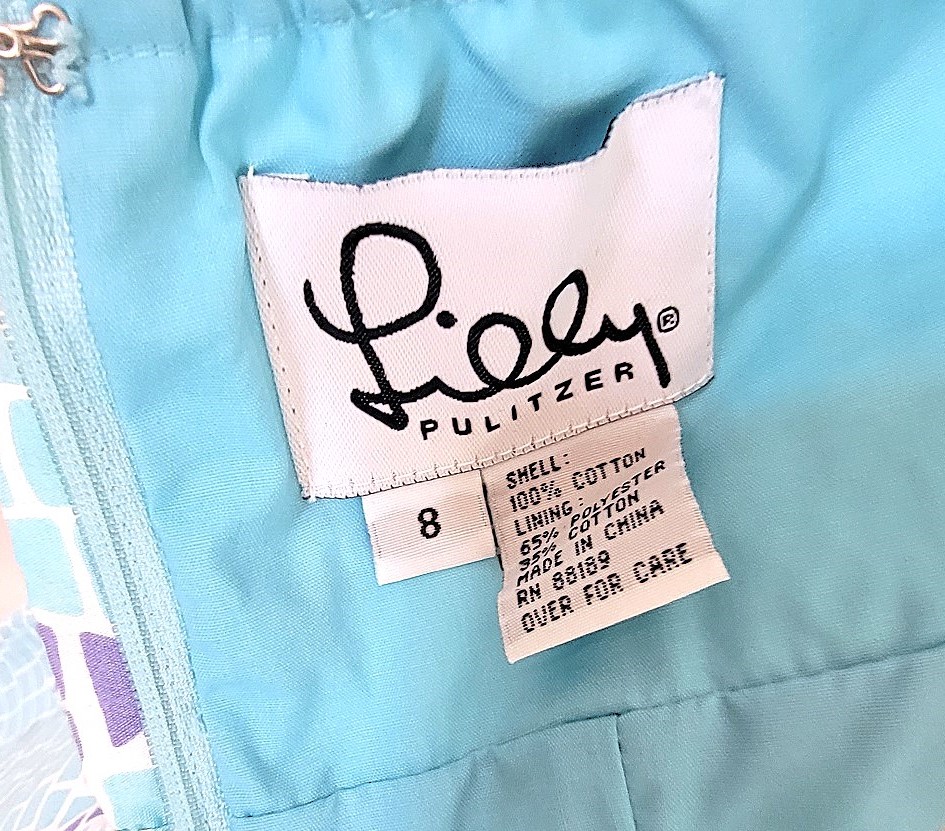 Lilly®
PULITZER
8
SHELL:
100% COTTON
LINING:
65% POLYESTER
35% COTTON
MADE IN CHINA
RN 88189
OVER FOR CARE